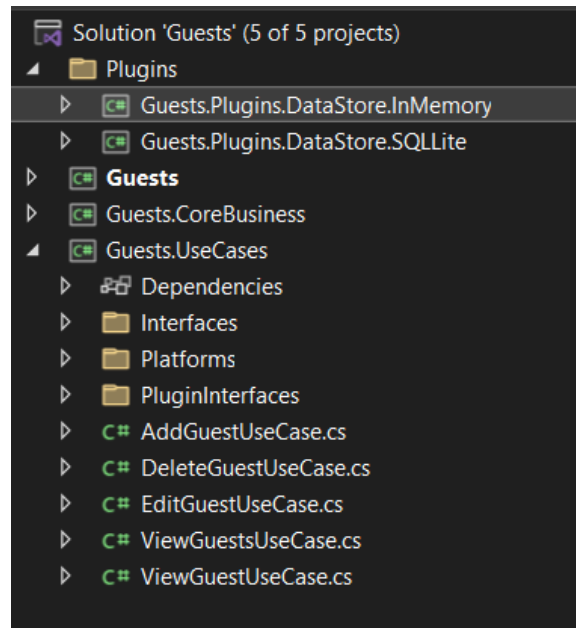 Solution 'Guests' (5 of 5 projects)
Plugins
C# Guests.Plugins.DataStore.InMemory
C# Guests.Plugins.DataStore.SQLLite
C# Guests
C# Guests.CoreBusiness
C# Guests.UseCases
Dependencies
Interfaces
Platforms
PluginInterfaces
C# AddGuestUseCase.cs
C# DeleteGuestUseCase.cs
C# EditGuestUseCase.cs
C# ViewGuestsUseCase.cs
C# ViewGuestUseCase.cs